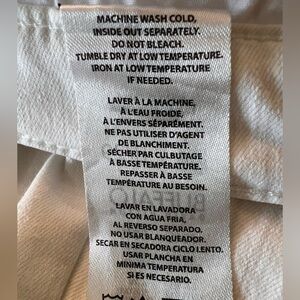 MACHINE WASH COLD,
INSIDE OUT SEPARATELY.
DO NOT BLEACH.
TUMBLE DRY AT LOW TEMPERATURE.
IRON AT LOW TEMPERATURE
IF NEEDED.
LAVER À LA MACHINE,
À L'EAU FROIDE,
À L'ENVERS SÉPARÉMENT.
NE PAS UTILISER D'AGENT
DE BLANCHIMENT.
SÉCHER PAR CULBUTAGE
À BASSE TEMPÉRATURE.
REPASSER À BASSE
TEMPÉRATURE AU BESOIN.
LAVAR EN LAVADORA
CON AGUA FRIA,
AL REVERSO SEPARADO.
NO USAR BLANQUEADOR.
SECAR EN SECADORA CICLO LENTO.
USAR PLANCHA EN
MINIMA TEMPERATURA
SI ES NECESARIO.